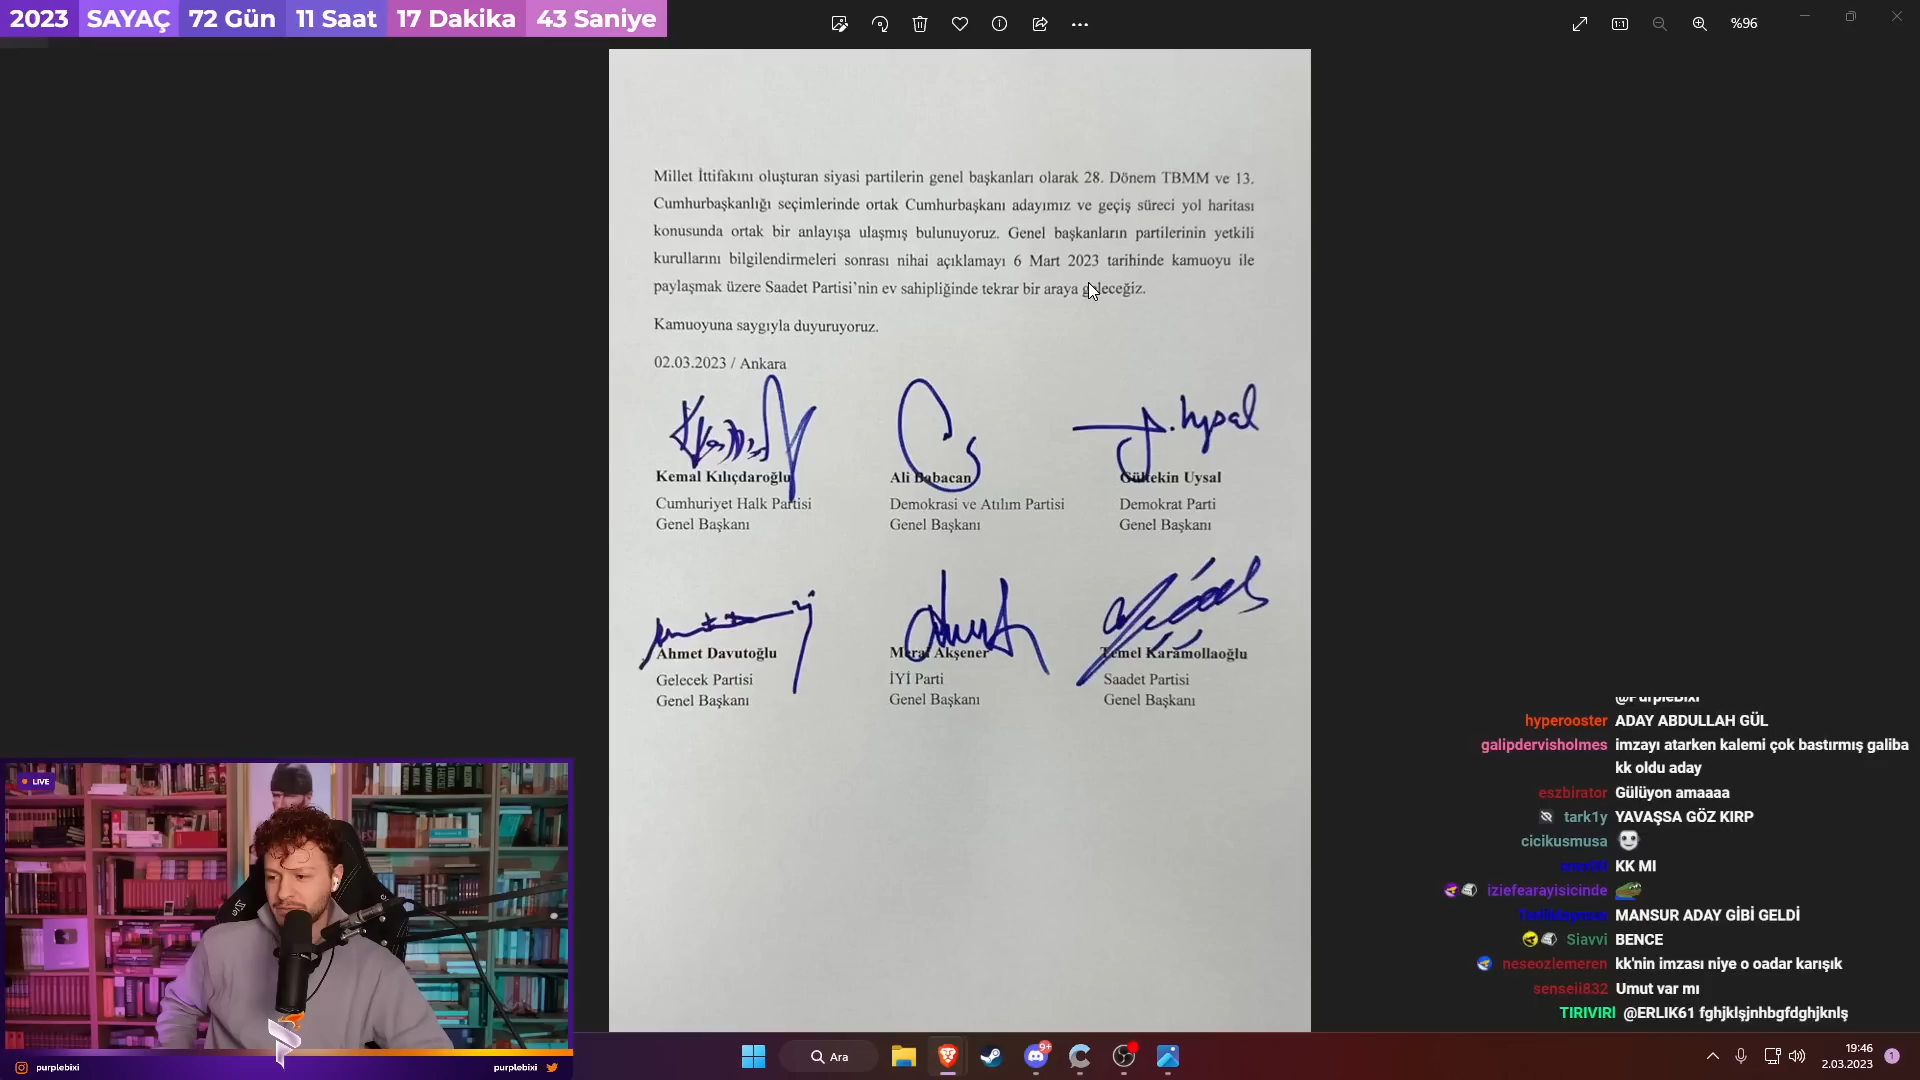 2023 SAYAÇ 72 Gün 11 Saat 17 Dakika 43 Saniye
%96
Millet İttifakını oluşturan siyasi partilerin genel başkanları olarak 28. Dönem TBMM ve 13.
Cumhurbaşkanlığı seçimlerinde ortak Cumhurbaşkanı adayımız ve geçiş süreci yol haritası
konusunda ortak bir anlayışa ulaşmış bulunuyoruz. Genel başkanların partilerinin yetkili
kurullarını bilgilendirmeleri sonrası nihai açıklamayı 6 Mart 2023 tarihinde kamuoyu ile
paylaşmak üzere Saadet Partisi'nin ev sahipliğinde tekrar bir araya geleceğiz.
Kamuoyuna saygıyla duyuruyoruz.
02.03.2023 / Ankara
Kemal Kılıçdaroğlu
Cumhuriyet Halk Partisi
Genel Başkanı
Ali Babacan
Demokrasi ve Atılım Partisi
Genel Başkanı
Gültekin Uysal
Demokrat Parti
Genel Başkanı
Ahmet Davutoğlu
Gelecek Partisi
Genel Başkanı
Meral Akşener
İYİ Parti
Genel Başkanı
Temel Karamollaoğlu
Saadet Partisi
Genel Başkanı
@PurpleBixi
hyperooster ADAY ABDULLAH GÜL
galipdervisholmes imzayı atarken kalemi çok bastırmış galiba
kk oldu aday
eszbirator Gülüyon amaaaa
tark1y YAVAŞSA GÖZ KIRP
cicikusmusa
KK MI
iziefearayisicinde
MANSUR ADAY GİBİ GELDİ
Siavvi BENCE
neseozlemeren kk'nin imzası niye o oadar karışık
senseii832 Umut var mı
TIRIVIRI @ERLIK61 fghjklşjnhbgfdghjknlş
LIVE
purplebixi
purplebixi
Ara
9+
19:46
2.03.2023
1